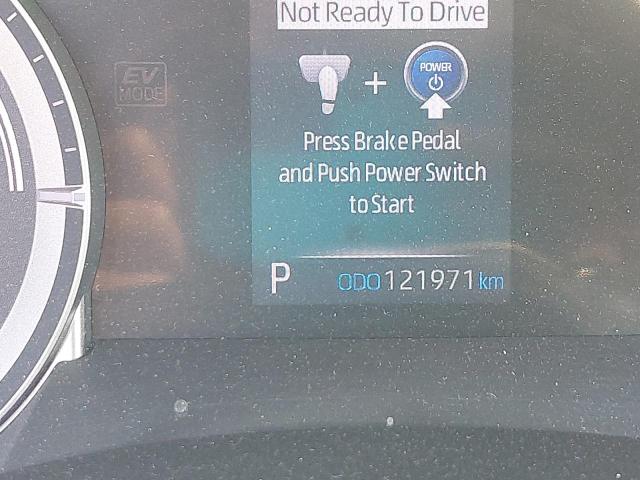 Not Ready To Drive
EV
MODE
+
POWER
Press Brake Pedal
and Push Power Switch
to Start
P ODO 121971 km